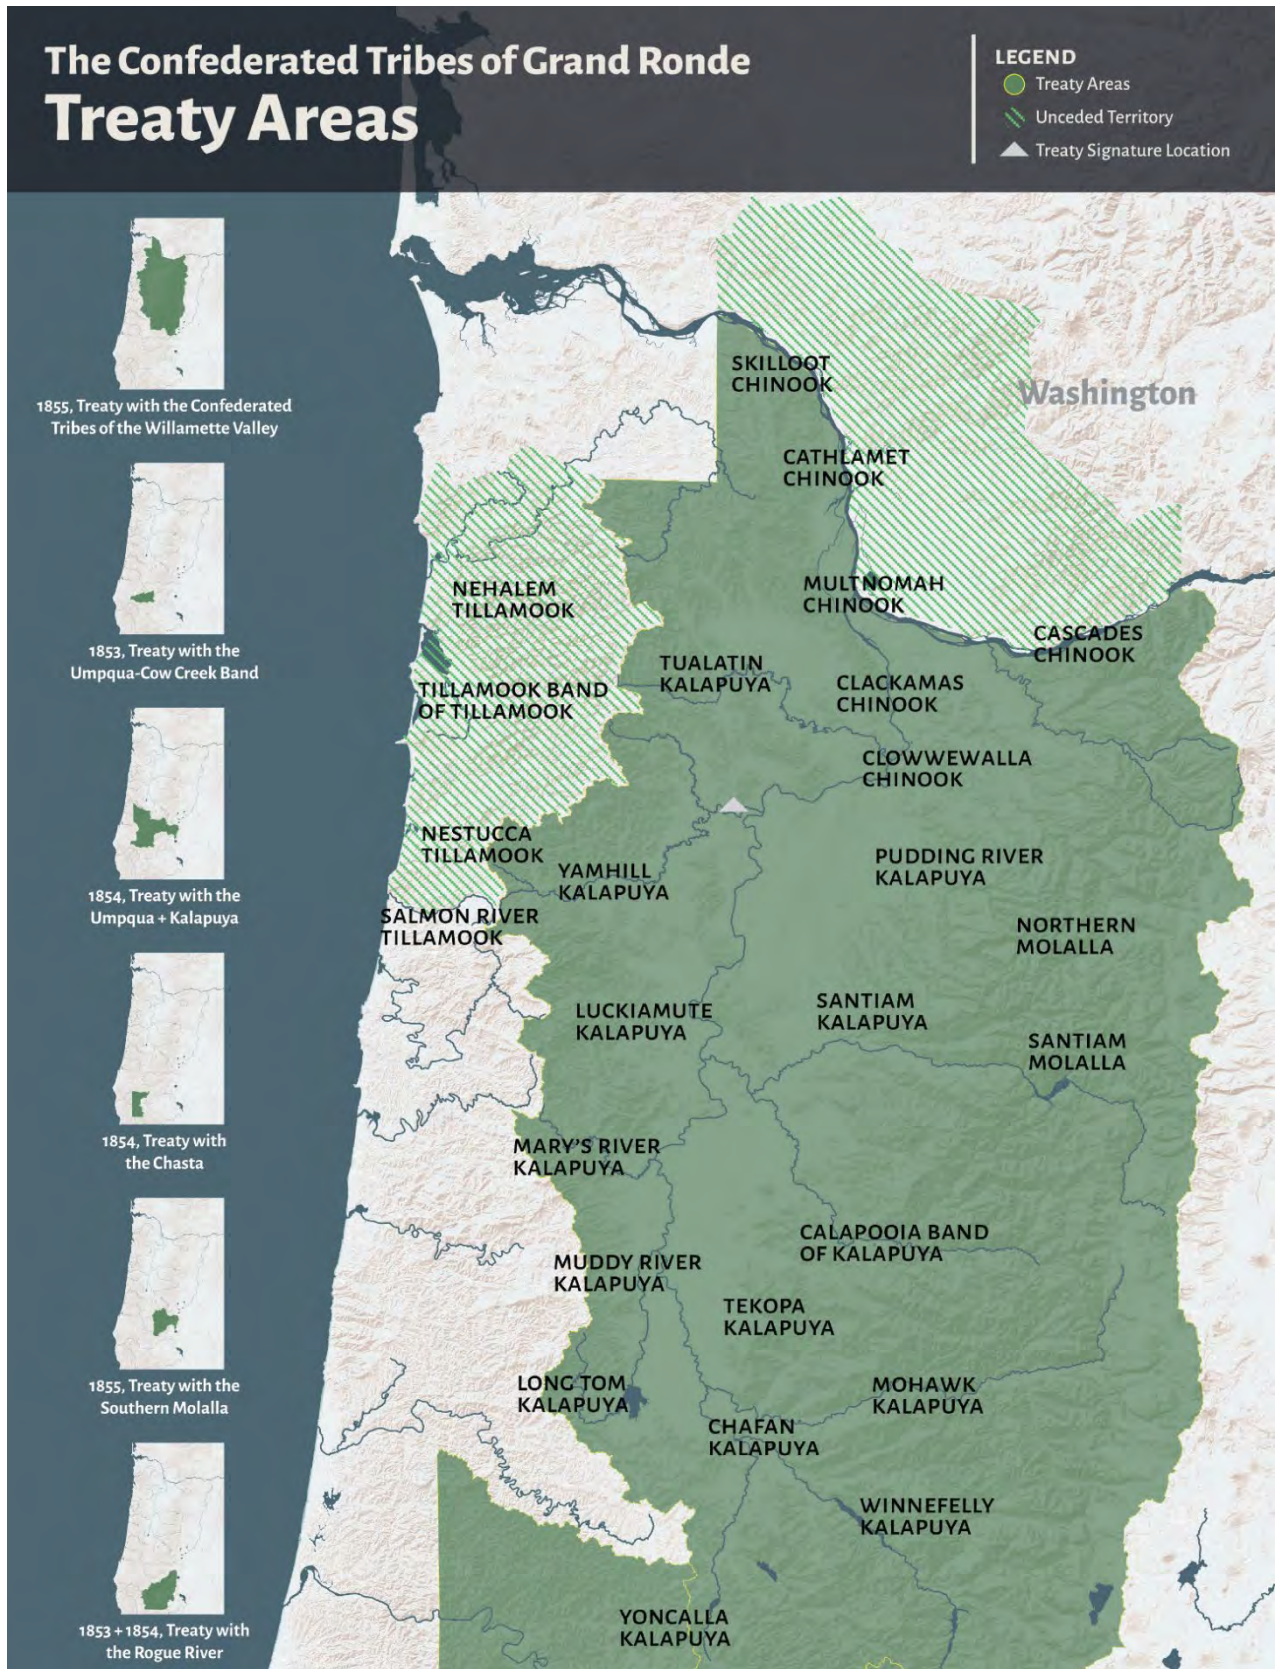 The Confederated Tribes of Grand Ronde
Treaty Areas
LEGEND
Treaty Areas
Unceded Territory
Treaty Signature Location
1855, Treaty with the Confederated
Tribes of the Willamette Valley
1853, Treaty with the
Umpqua-Cow Creek Band
1854, Treaty with the
Umpqua + Kalapuya
1854, Treaty with
the Chasta
1855, Treaty with the
Southern Molalla
1853 + 1854, Treaty with
the Rogue River
Washington
SKILLOOT
CHINOOK
CATHLAMET
CHINOOK
NEHALEM
TILLAMOOK
MULTNOMAH
CHINOOK
CASCADES
CHINOOK
TUALATIN
KALAPUYA
CLACKAMAS
CHINOOK
TILLAMOOK BAND
OF TILLAMOOK
CLOWWEWALLA
CHINOOK
NESTUCCA
TILLAMOOK
YAMHILL
KALAPUYA
PUDDING RIVER
KALAPUYA
SALMON RIVER
TILLAMOOK
NORTHERN
MOLALLA
LUCKIAMUTE
KALAPUYA
SANTIAM
KALAPUYA
SANTIAM
MOLALLA
MARY'S RIVER
KALAPUYA
CALAPOOIA BAND
OF KALAPUYA
MUDDY RIVER
KALAPUYA
TEKOPA
KALAPUYA
LONG TOM
KALAPUYA
MOHAWK
KALAPUYA
CHAFAN
KALAPUYA
WINNEFELLY
KALAPUYA
YONCALLA
KALAPUYA